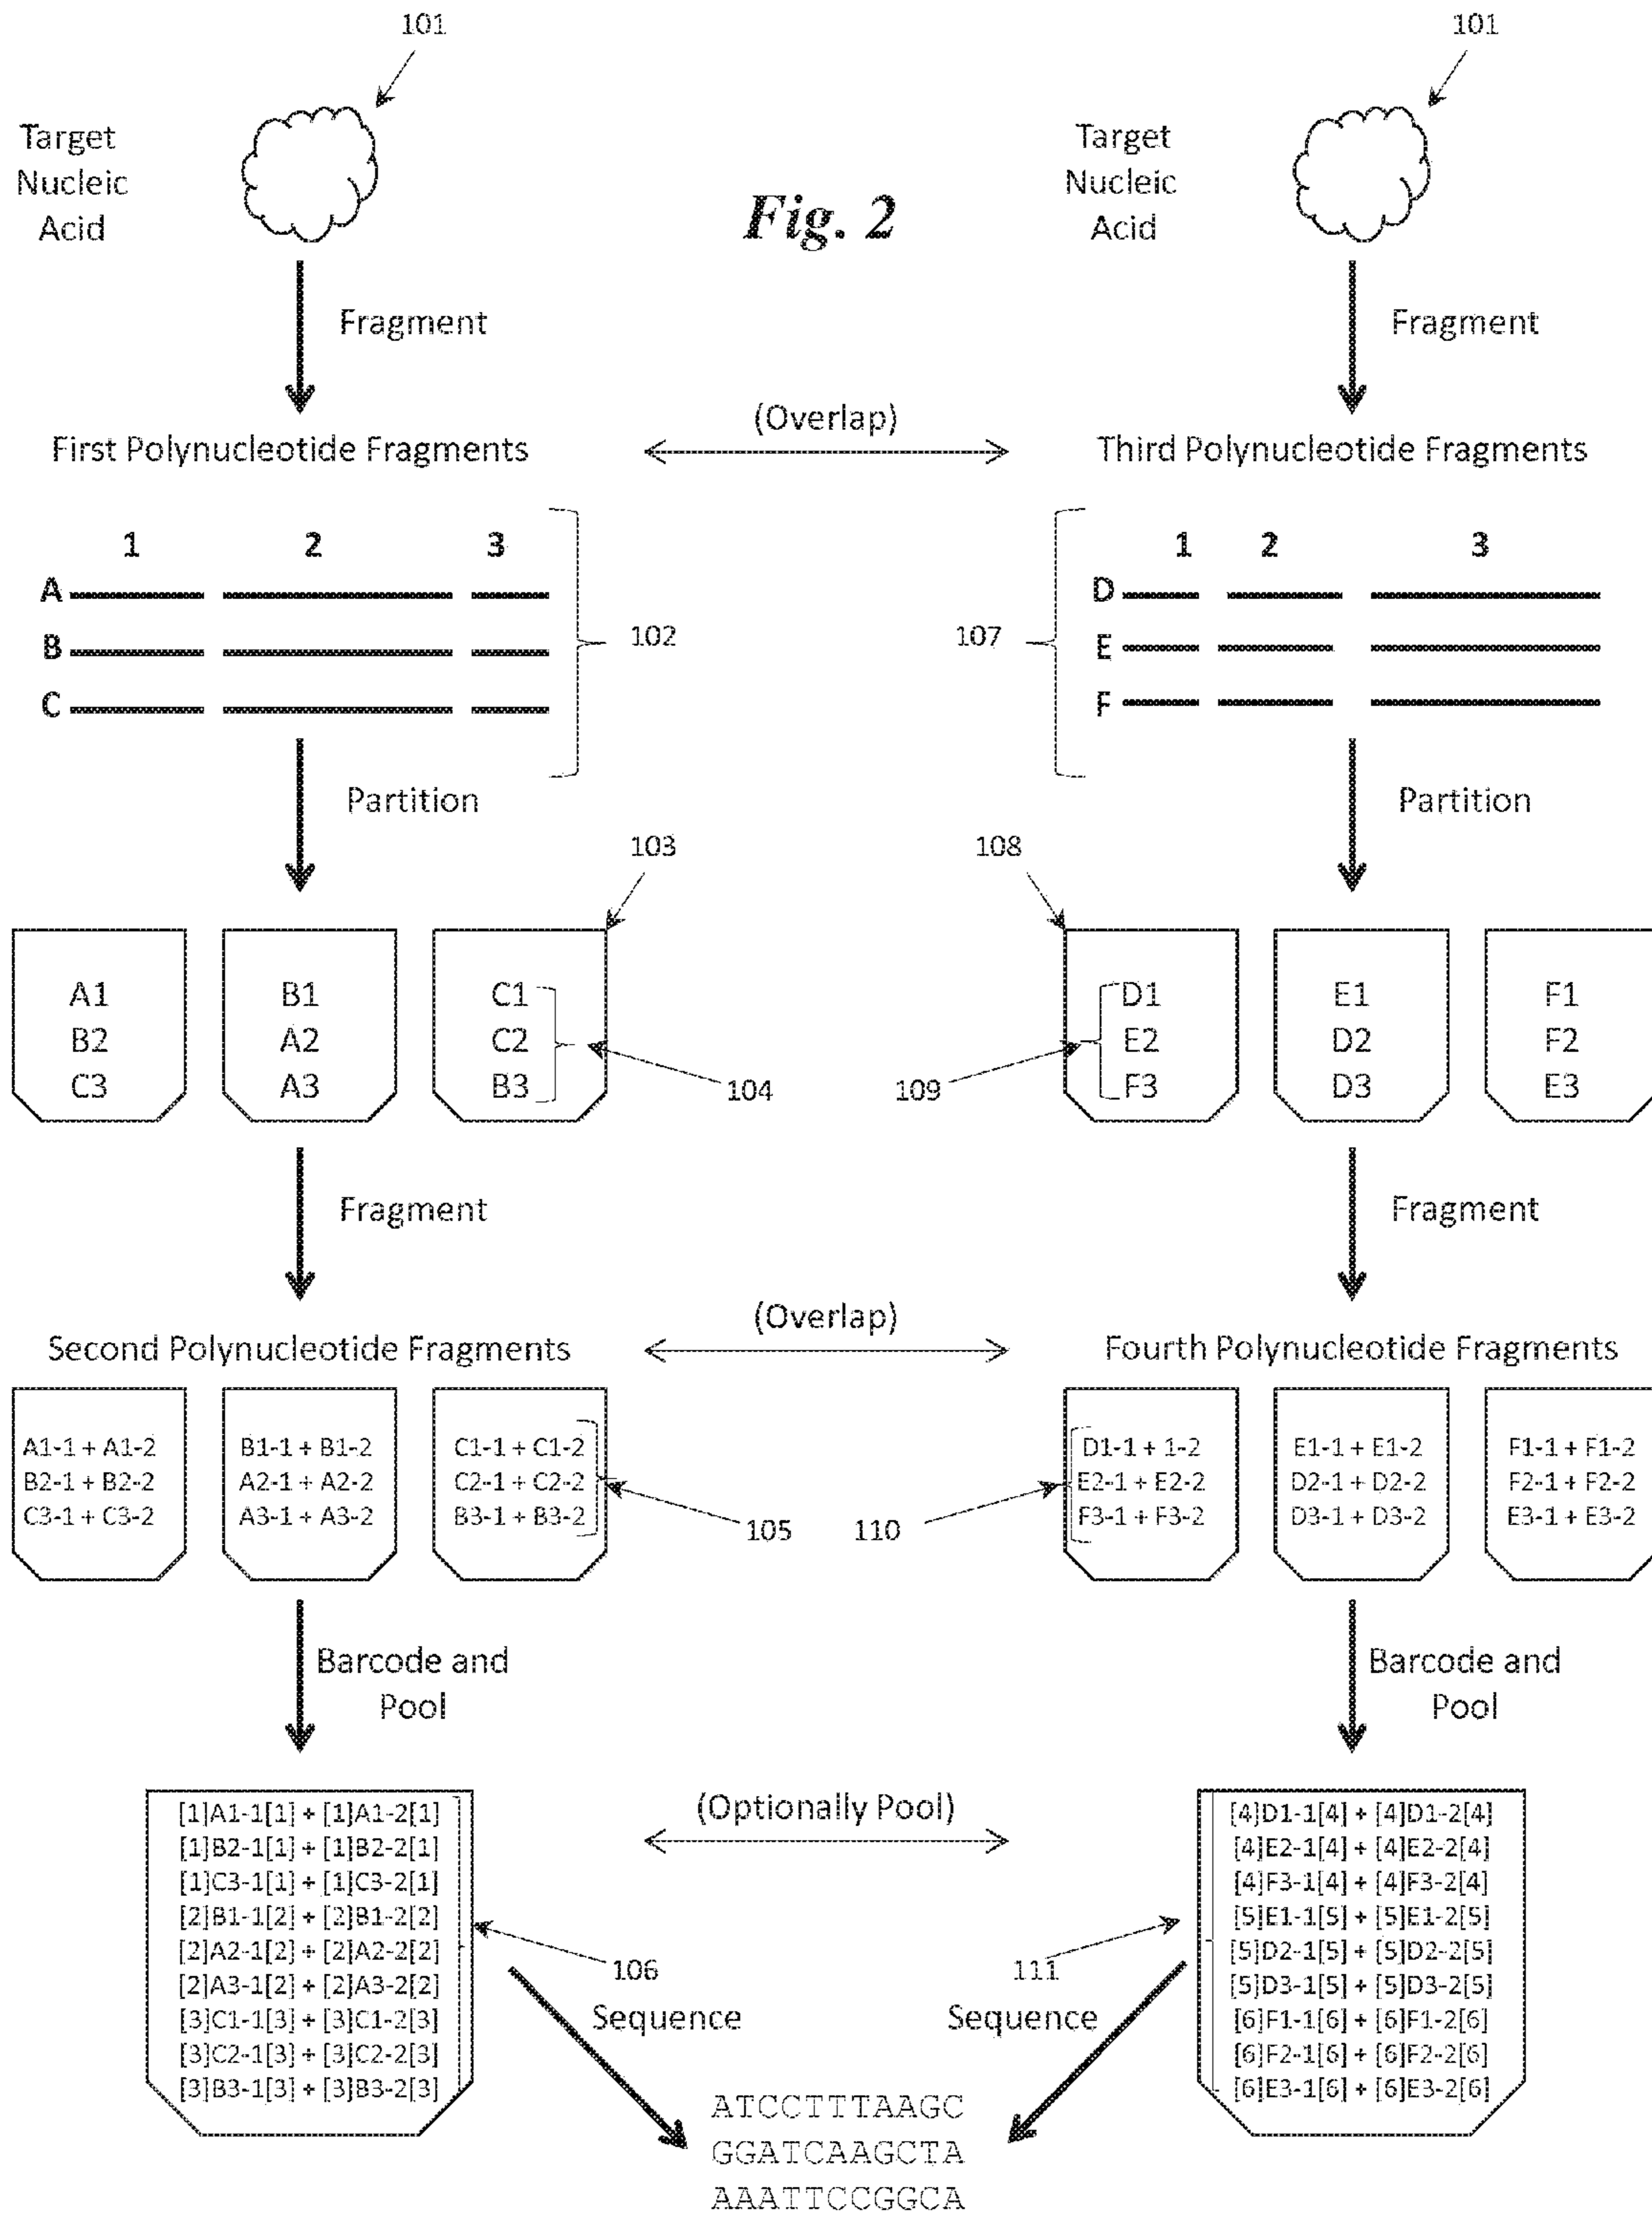 101
101
Target
Nucleic
Acid
Target
Nucleic
Acid
Fig. 2
Fragment
Fragment
(Overlap)
First Polynucleotide Fragments
Third Polynucleotide Fragments
1 2 3
1 2 3
A
B
C
102
D
E
F
107
Partition
Partition
103
108
A1
B2
C3
B1
A2
A3
C1
C2
B3
104
D1
E2
F3
109
E1
D2
D3
F1
F2
E3
Fragment
Fragment
(Overlap)
Second Polynucleotide Fragments
Fourth Polynucleotide Fragments
A1-1 + A1-2
B2-1 + B2-2
C3-1 + C3-2
B1-1 + B1-2
A2-1 + A2-2
A3-1 + A3-2
C1-1 + C1-2
C2-1 + C2-2
B3-1 + B3-2
105
110
D1-1 + 1-2
E2-1 + E2-2
F3-1 + F3-2
E1-1 + E1-2
D2-1 + D2-2
D3-1 + D3-2
F1-1 + F1-2
F2-1 + F2-2
E3-1 + E3-2
Barcode and
Pool
Barcode and
Pool
(Optionally Pool)
[1]A1-1[1] + [1]A1-2[1]
[1]B2-1[1] + [1]B2-2[1]
[1]C3-1[1] + [1]C3-2[1]
[2]B1-1[2] + [2]B1-2[2]
[2]A2-1[2] + [2]A2-2[2]
[2]A3-1[2] + [2]A3-2[2]
[3]C1-1[3] + [3]C1-2[3]
[3]C2-1[3] + [3]C2-2[3]
[3]B3-1[3] + [3]B3-2[3]
106
Sequence
111
Sequence
[4]D1-1[4] + [4]D1-2[4]
[4]E2-1[4] + [4]E2-2[4]
[4]F3-1[4] + [4]F3-2[4]
[5]E1-1[5] + [5]E1-2[5]
[5]D2-1[5] + [5]D2-2[5]
[5]D3-1[5] + [5]D3-2[5]
[6]F1-1[6] + [6]F1-2[6]
[6]F2-1[6] + [6]F2-2[6]
[6]E3-1[6] + [6]E3-2[6]
ATCCTTTAAGC
GGATCAAGCTA
AAATTCCGGCA